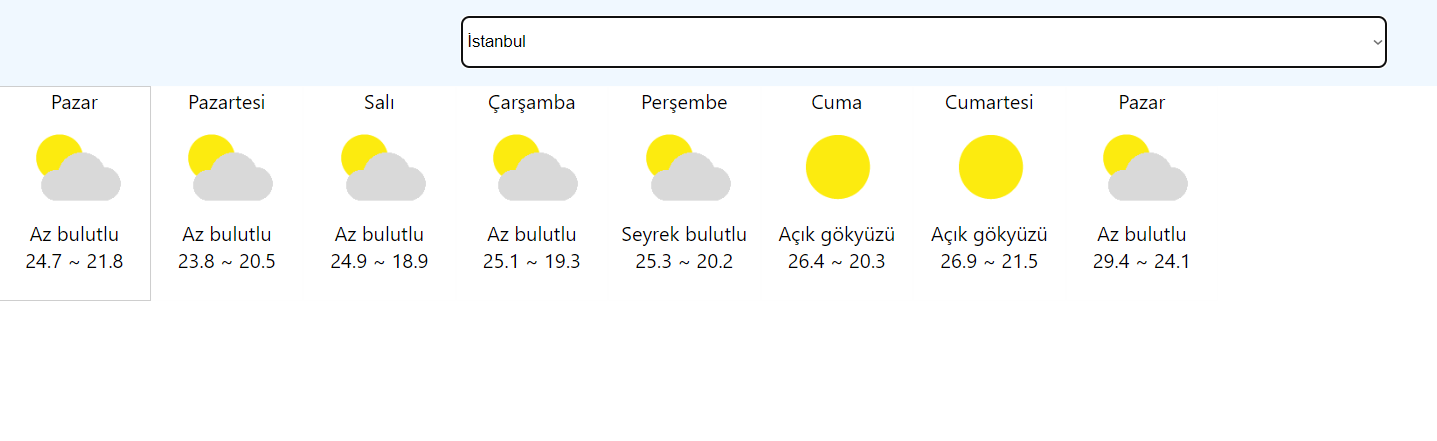 İstanbul
Pazar
Az bulutlu
24.7 ~ 21.8
Pazartesi
Az bulutlu
23.8 ~ 20.5
Salı
Az bulutlu
24.9 ~ 18.9
Çarşamba
Az bulutlu
25.1 ~ 19.3
Perşembe
Seyrek bulutlu
25.3 ~ 20.2
Cuma
Açık gökyüzü
26.4 ~ 20.3
Cumartesi
Açık gökyüzü
26.9 ~ 21.5
Pazar
Az bulutlu
29.4 ~ 24.1